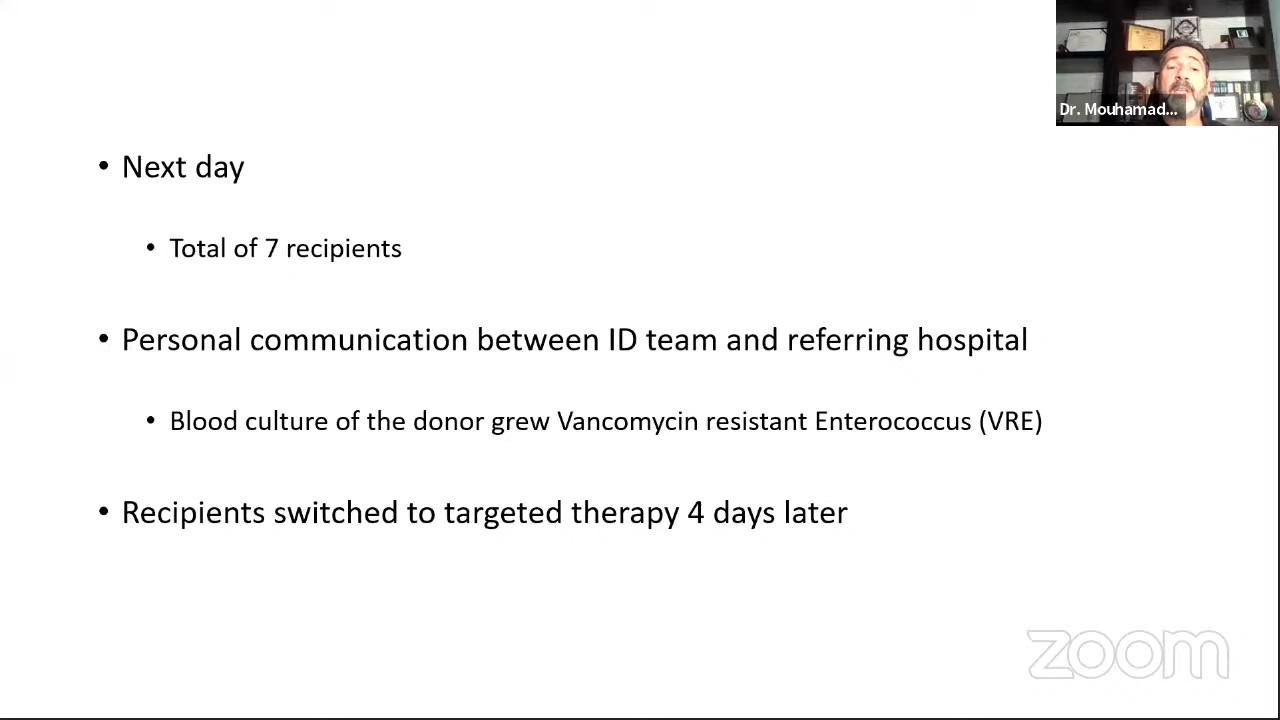 Dr. Mouhamad...
• Next day
• Total of 7 recipients
• Personal communication between ID team and referring hospital
• Blood culture of the donor grew Vancomycin resistant Enterococcus (VRE)
• Recipients switched to targeted therapy 4 days later
zoom